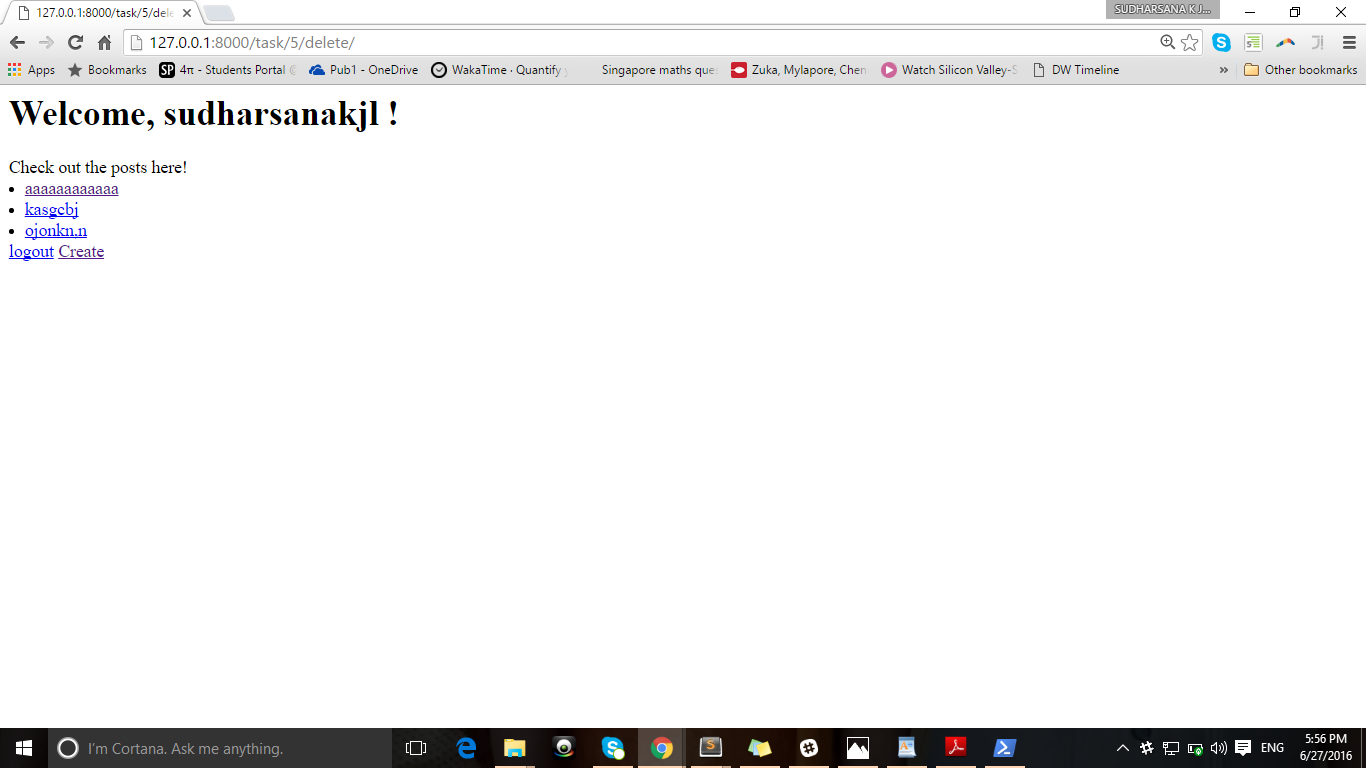 127.0.0.1:8000/task/5/dele
SUDHARSANA K J...
127.0.0.1:8000/task/5/delete/
Apps Bookmarks SP 4π - Students Portal Pub1 - OneDrive WakaTime · Quantify Singapore maths que Zuka, Mylapore, Chen Watch Silicon Valley-S DW Timeline » Other bookmarks
Welcome, sudharsanakjl !
Check out the posts here!
aaaaaaaaaaaa
kasgcbj
ojonkn,n
logout Create
I'm Cortana. Ask me anything.
ENG
5:56 PM
6/27/2016